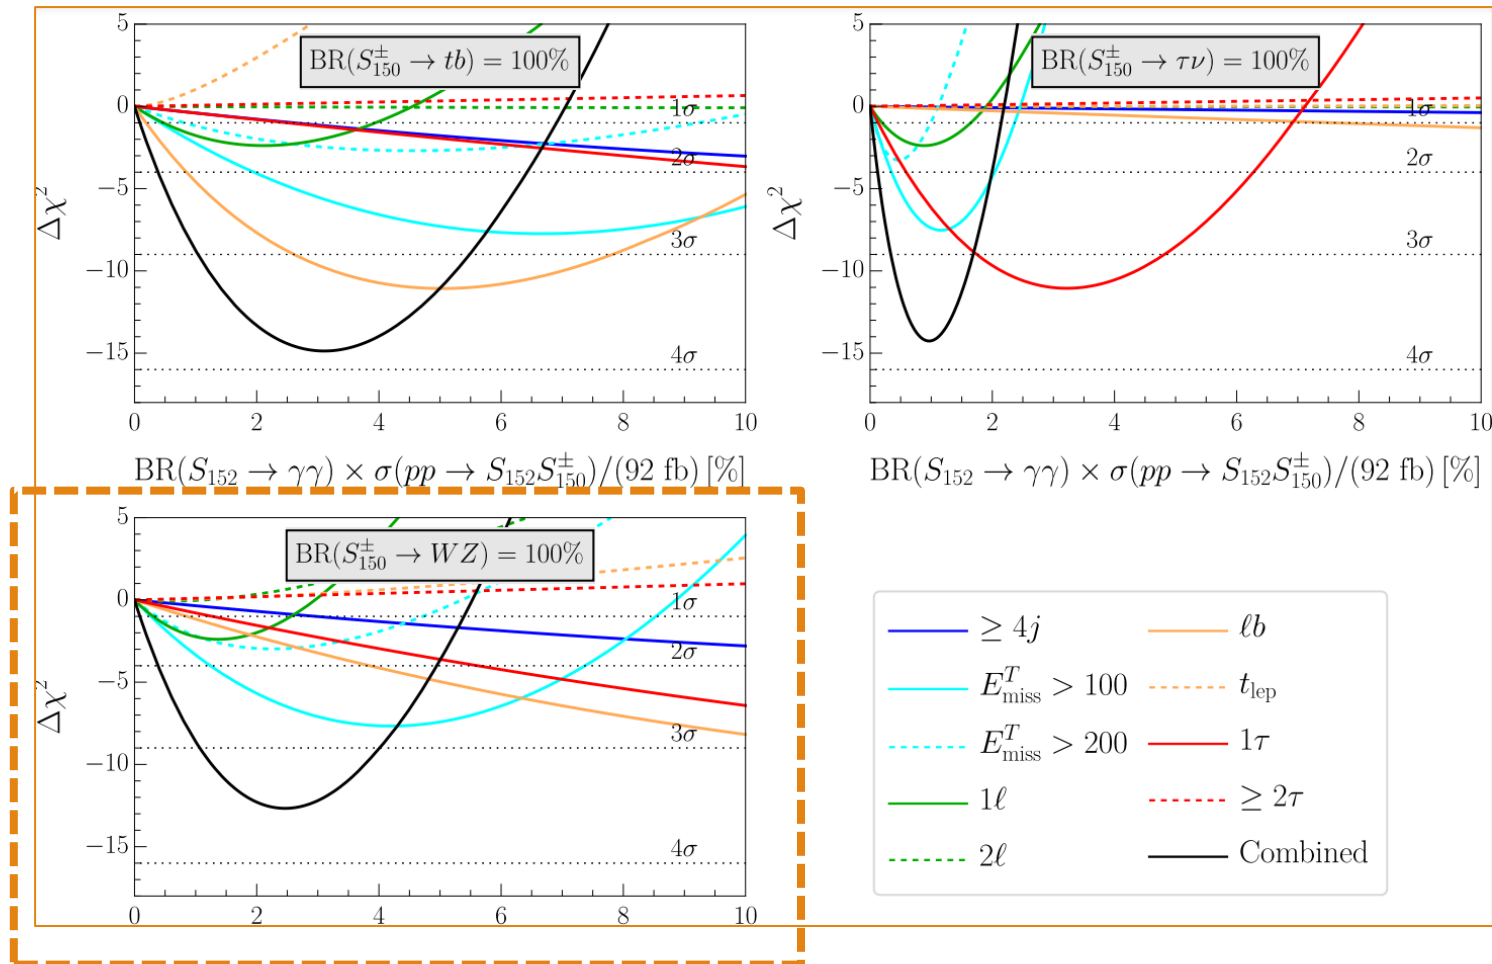 BR(S±150 → tb) = 100%
5
0
−5
−10
−15
Δχ²
1σ
2σ
3σ
4σ
0 2 4 6 8 10
BR(S152 → γγ) × σ(pp → S152S±150)/(92 fb) [%]
BR(S±150 → τν) = 100%
5
0
−5
−10
−15
Δχ²
1σ
2σ
3σ
4σ
0 2 4 6 8 10
BR(S152 → γγ) × σ(pp → S152S±150)/(92 fb) [%]
BR(S±150 → WZ) = 100%
5
0
−5
−10
−15
Δχ²
1σ
2σ
3σ
4σ
0 2 4 6 8 10
≥ 4j
E^T_miss > 100
E^T_miss > 200
1ℓ
2ℓ
ℓb
t_lep
1τ
≥ 2τ
Combined